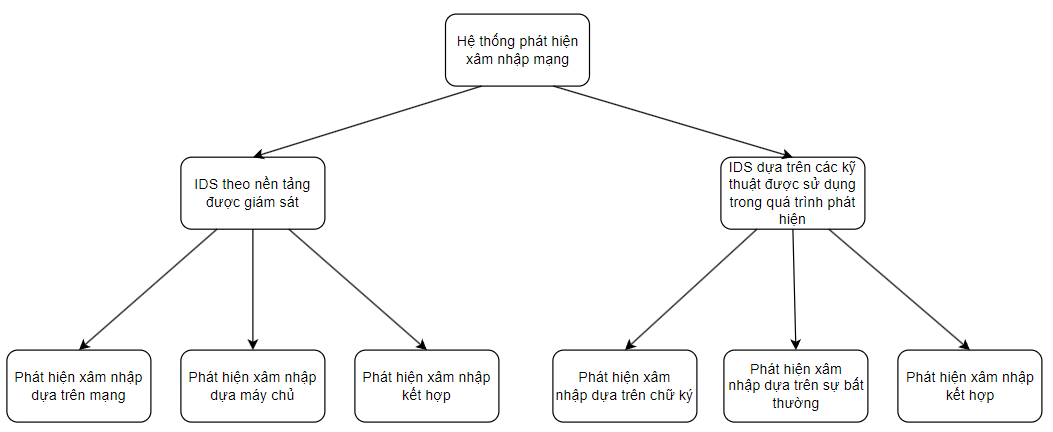 Hệ thống phát hiện
xâm nhập mạng
IDS theo nền tảng
được giám sát
IDS dựa trên các kỹ
thuật được sử dụng
trong quá trình phát
hiện
Phát hiện xâm nhập
dựa trên mạng
Phát hiện xâm nhập
dựa máy chủ
Phát hiện xâm nhập
kết hợp
Phát hiện xâm
nhập dựa trên chữ ký
Phát hiện xâm
nhập dựa trên sự bất
thường
Phát hiện xâm nhập
kết hợp